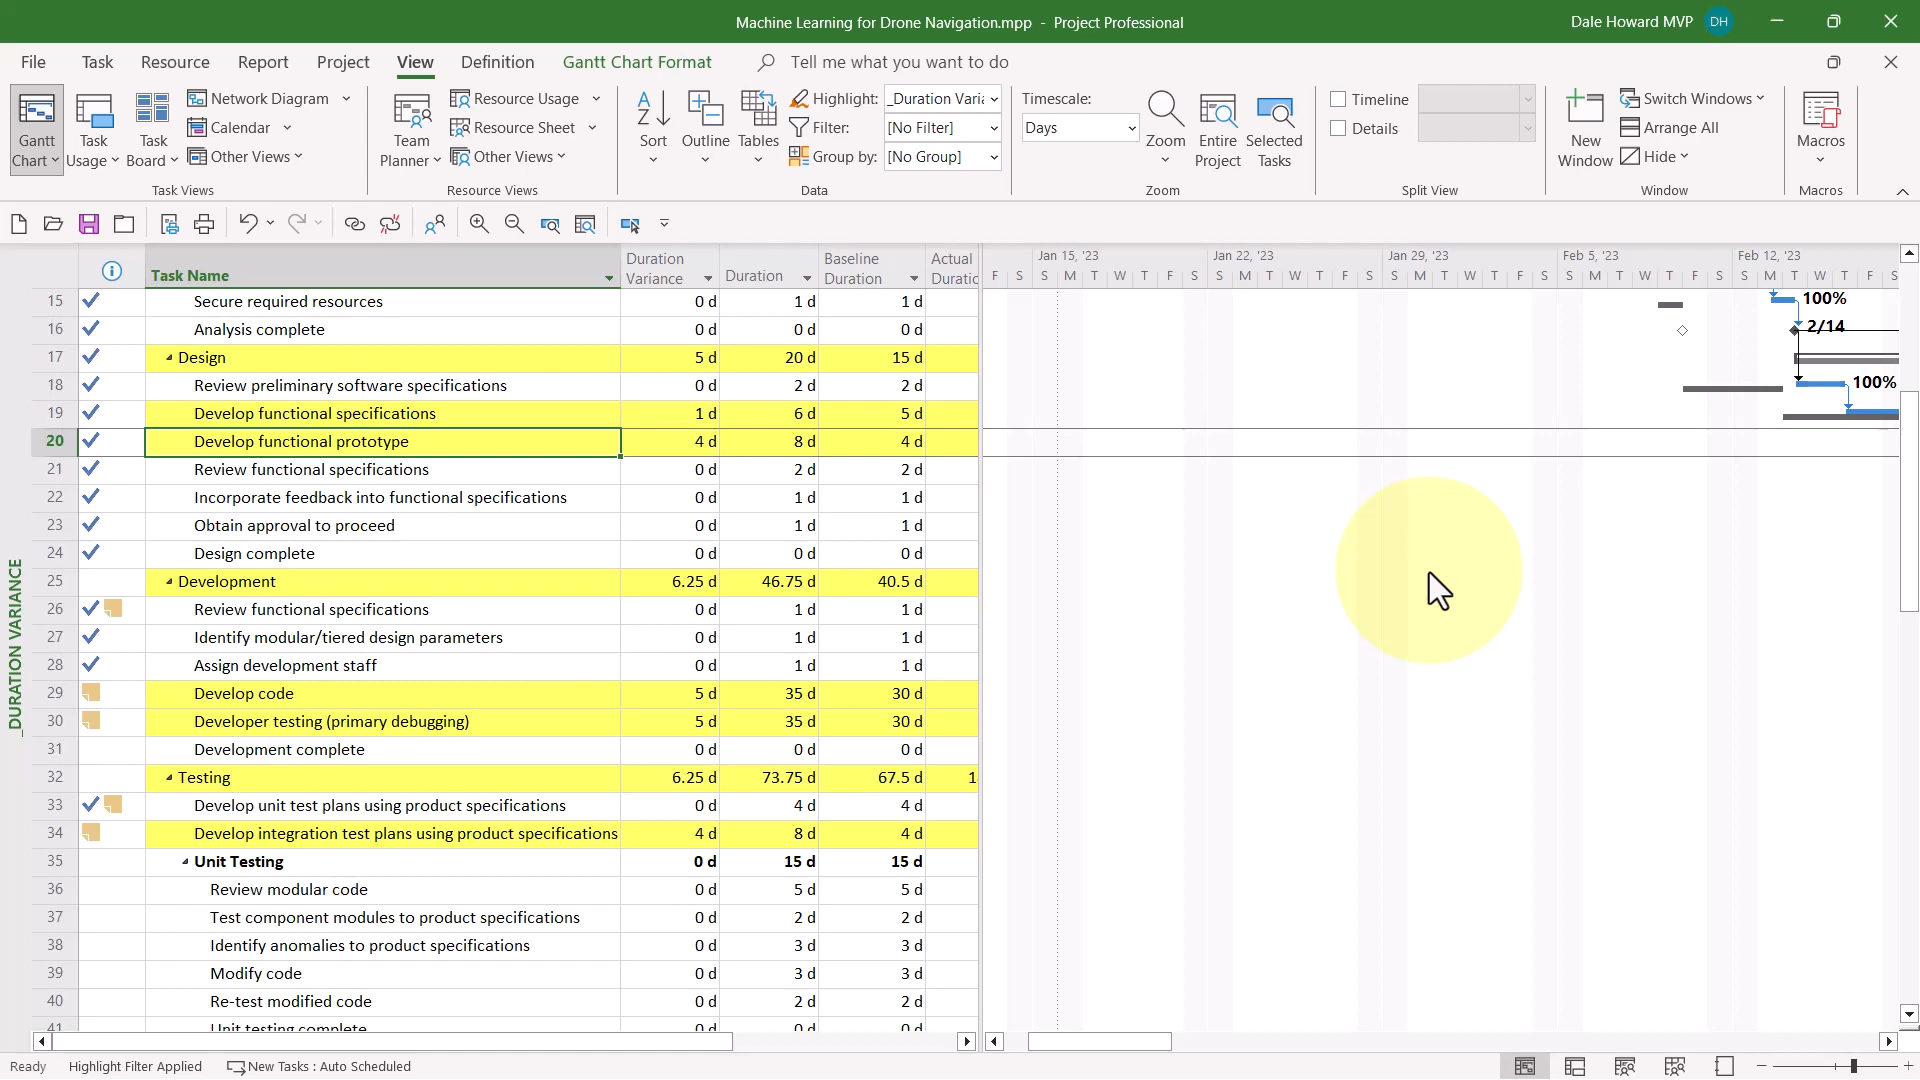 Machine Learning for Drone Navigation.mpp - Project Professional
Dale Howard MVP DH
File Task Resource Report Project View Definition Gantt Chart Format Tell me what you want to do
Gantt Chart
Task Usage
Task Board
Network Diagram
Calendar
Other Views
Task Views
Team Planner
Resource Usage
Resource Sheet
Other Views
Resource Views
Sort
Outline
Tables
Highlight: _Duration Varia
Filter: [No Filter]
Group by: [No Group]
Data
Timescale:
Days
Zoom
Entire Project
Selected Tasks
Zoom
Timeline
Details
Split View
New Window
Switch Windows
Arrange All
Hide
Window
Macros
Macros
Task Name Duration Variance Duration Baseline Duration Actual Duratic
Jan 15, '23 Jan 22, '23 Jan 29, '23 Feb 5, '23 Feb 12, '23
F S S M T W T F S S M T W T F S S M T W T F S S M T W T F S S M T W T F S
15 Secure required resources 0 d 1 d 1 d 100%
16 Analysis complete 0 d 0 d 0 d 2/14
17 Design 5 d 20 d 15 d
18 Review preliminary software specifications 0 d 2 d 2 d 100%
19 Develop functional specifications 1 d 6 d 5 d
20 Develop functional prototype 4 d 8 d 4 d
21 Review functional specifications 0 d 2 d 2 d
22 Incorporate feedback into functional specifications 0 d 1 d 1 d
23 Obtain approval to proceed 0 d 1 d 1 d
24 Design complete 0 d 0 d 0 d
25 Development 6.25 d 46.75 d 40.5 d
26 Review functional specifications 0 d 1 d 1 d
27 Identify modular/tiered design parameters 0 d 1 d 1 d
28 Assign development staff 0 d 1 d 1 d
29 Develop code 5 d 35 d 30 d
30 Developer testing (primary debugging) 5 d 35 d 30 d
31 Development complete 0 d 0 d 0 d
32 Testing 6.25 d 73.75 d 67.5 d 1
33 Develop unit test plans using product specifications 0 d 4 d 4 d
34 Develop integration test plans using product specifications 4 d 8 d 4 d
35 Unit Testing 0 d 15 d 15 d
36 Review modular code 0 d 5 d 5 d
37 Test component modules to product specifications 0 d 2 d 2 d
38 Identify anomalies to product specifications 0 d 3 d 3 d
39 Modify code 0 d 3 d 3 d
40 Re-test modified code 0 d 2 d 2 d
41 Unit testing complete 0 d 0 d 0 d
_DURATION VARIANCE
Ready Highlight Filter Applied New Tasks : Auto Scheduled